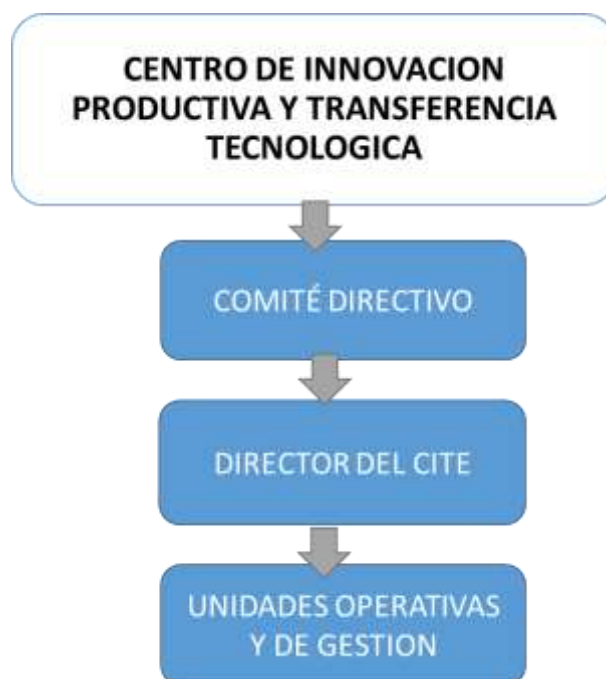 CENTRO DE INNOVACION
PRODUCTIVA Y TRANSFERENCIA
TECNOLOGICA
COMITÉ DIRECTIVO
DIRECTOR DEL CITE
UNIDADES OPERATIVAS
Y DE GESTION